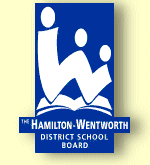 THE HAMILTON-WENTWORTH
DISTRICT SCHOOL
BOARD